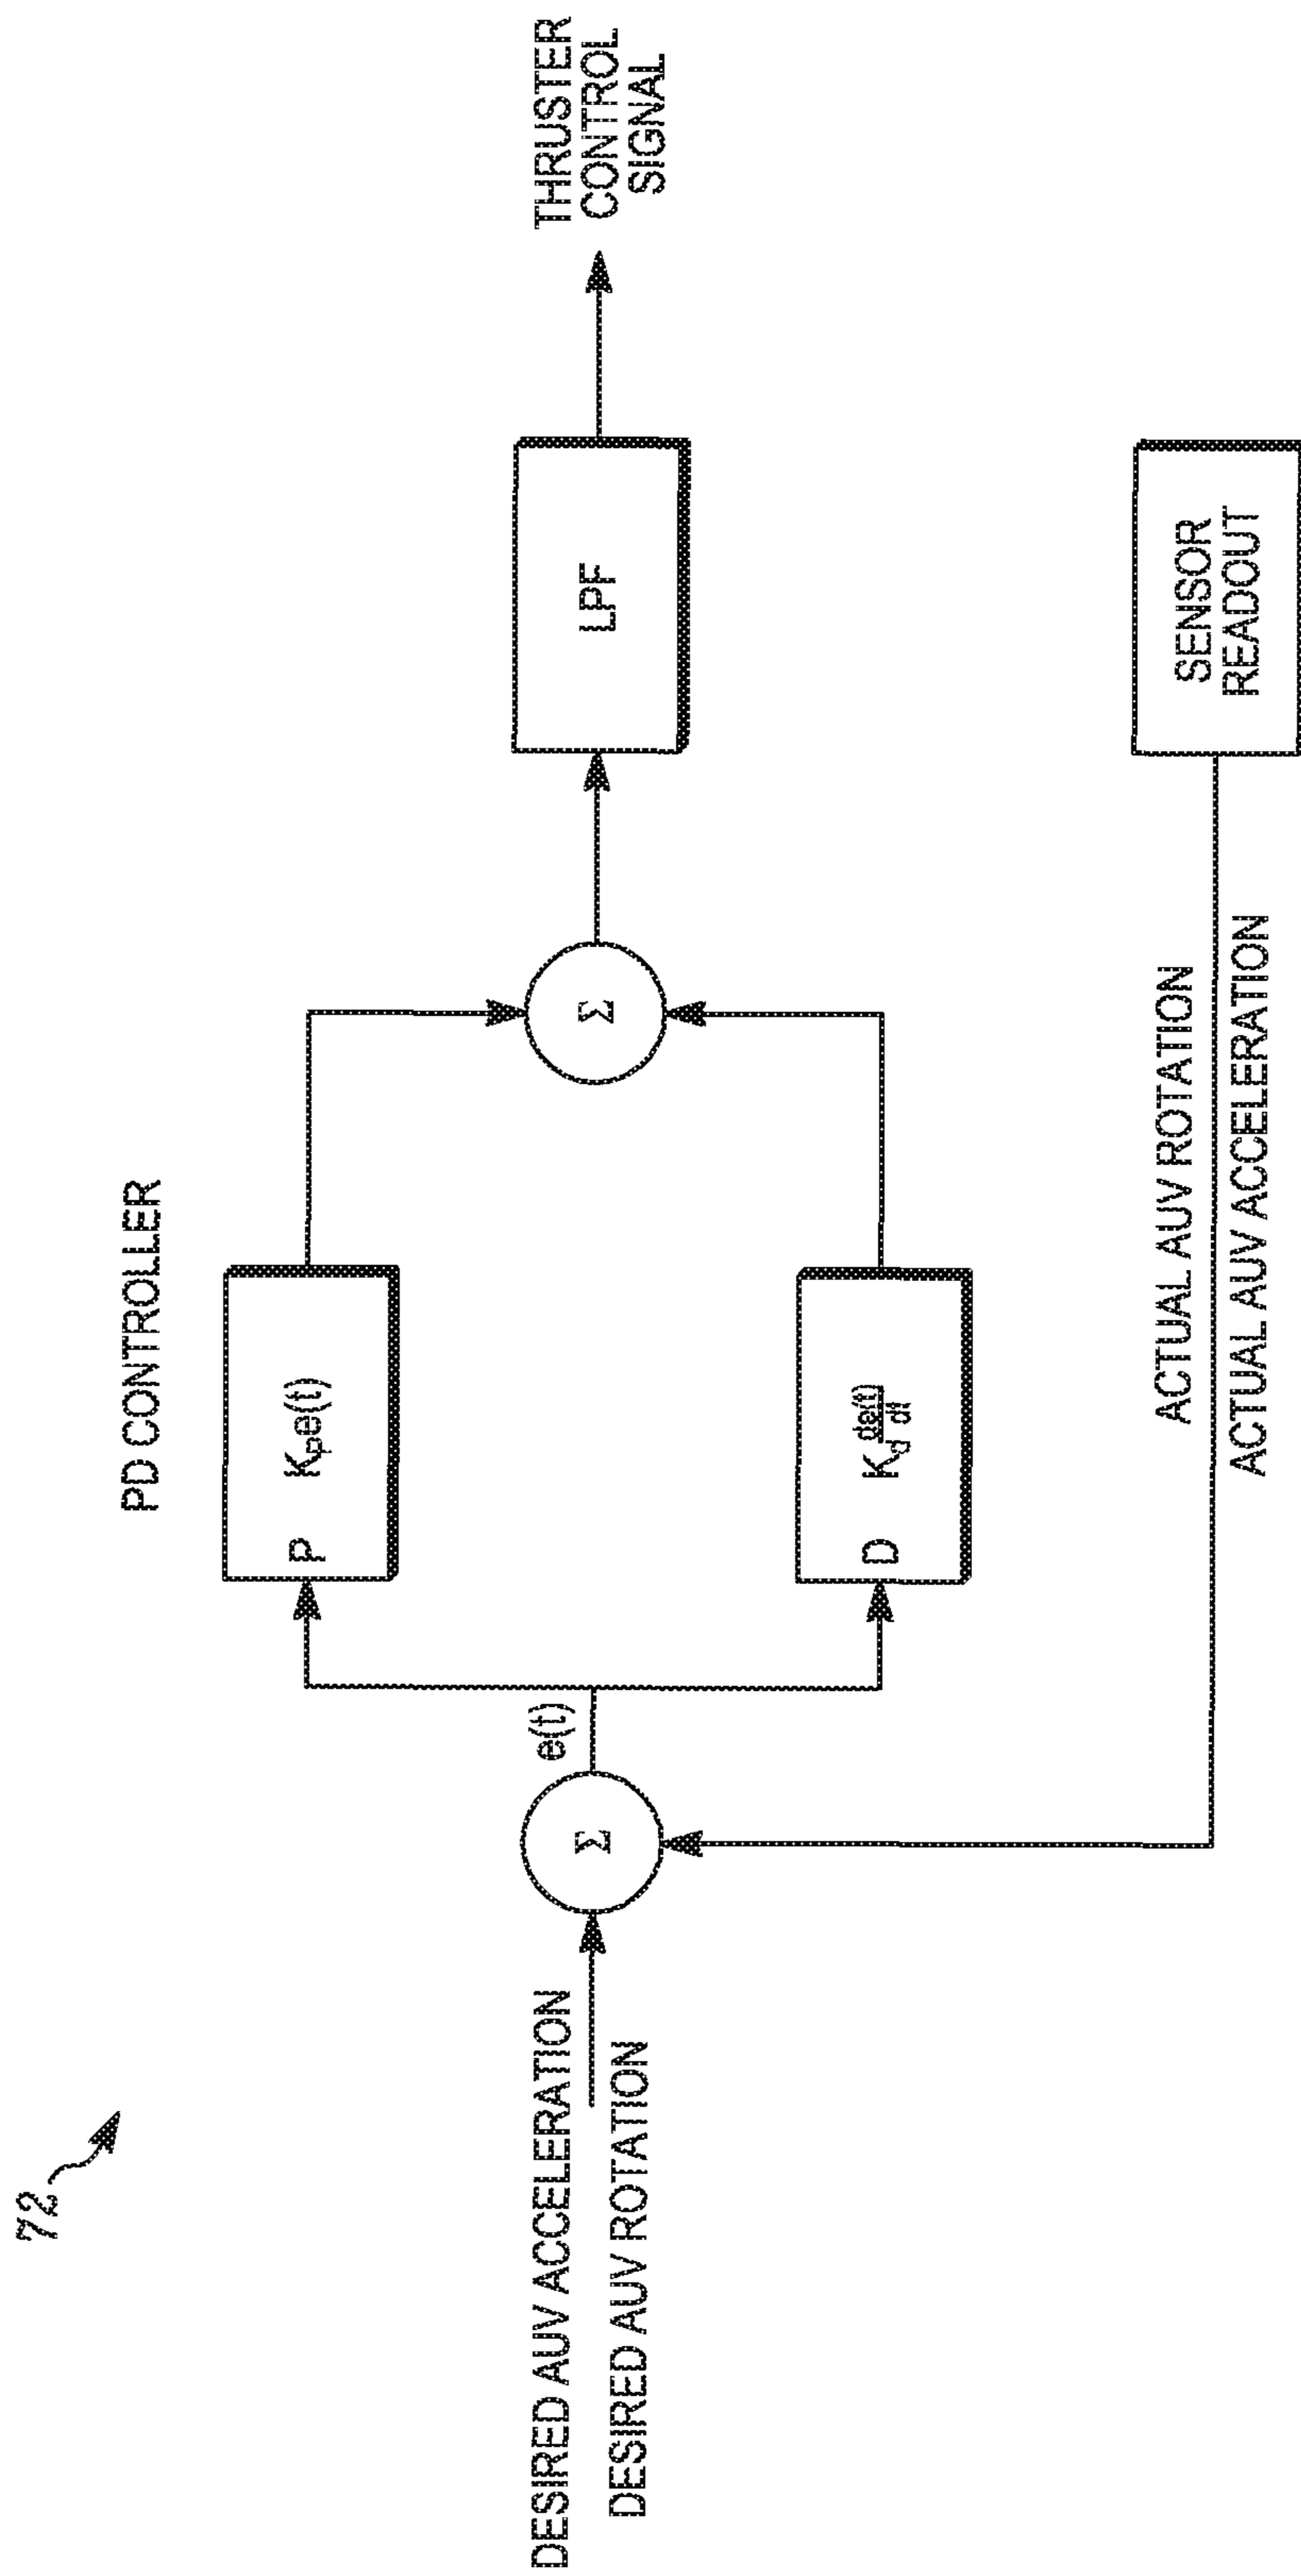 72
PD CONTROLLER
DESIRED AUV ACCELERATION
DESIRED AUV ROTATION
Σ
e(t)
P Kpe(t)
D Kd de(t)/dt
Σ
LPF
THRUSTER
CONTROL
SIGNAL
ACTUAL AUV ROTATION
ACTUAL AUV ACCELERATION
SENSOR
READOUT